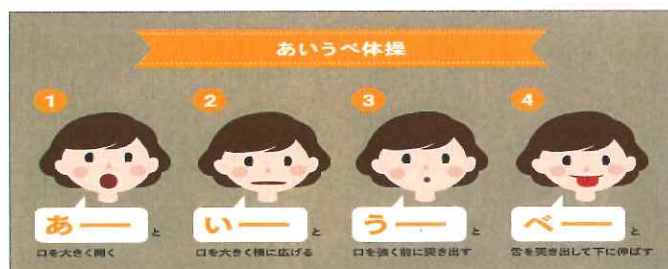 あいうべ体操
1
あー と
口を大きく開く
2
いー と
口を大きく横に広げる
3
うー と
口を強く前に突き出す
4
べー と
舌を突き出して下に伸ばす